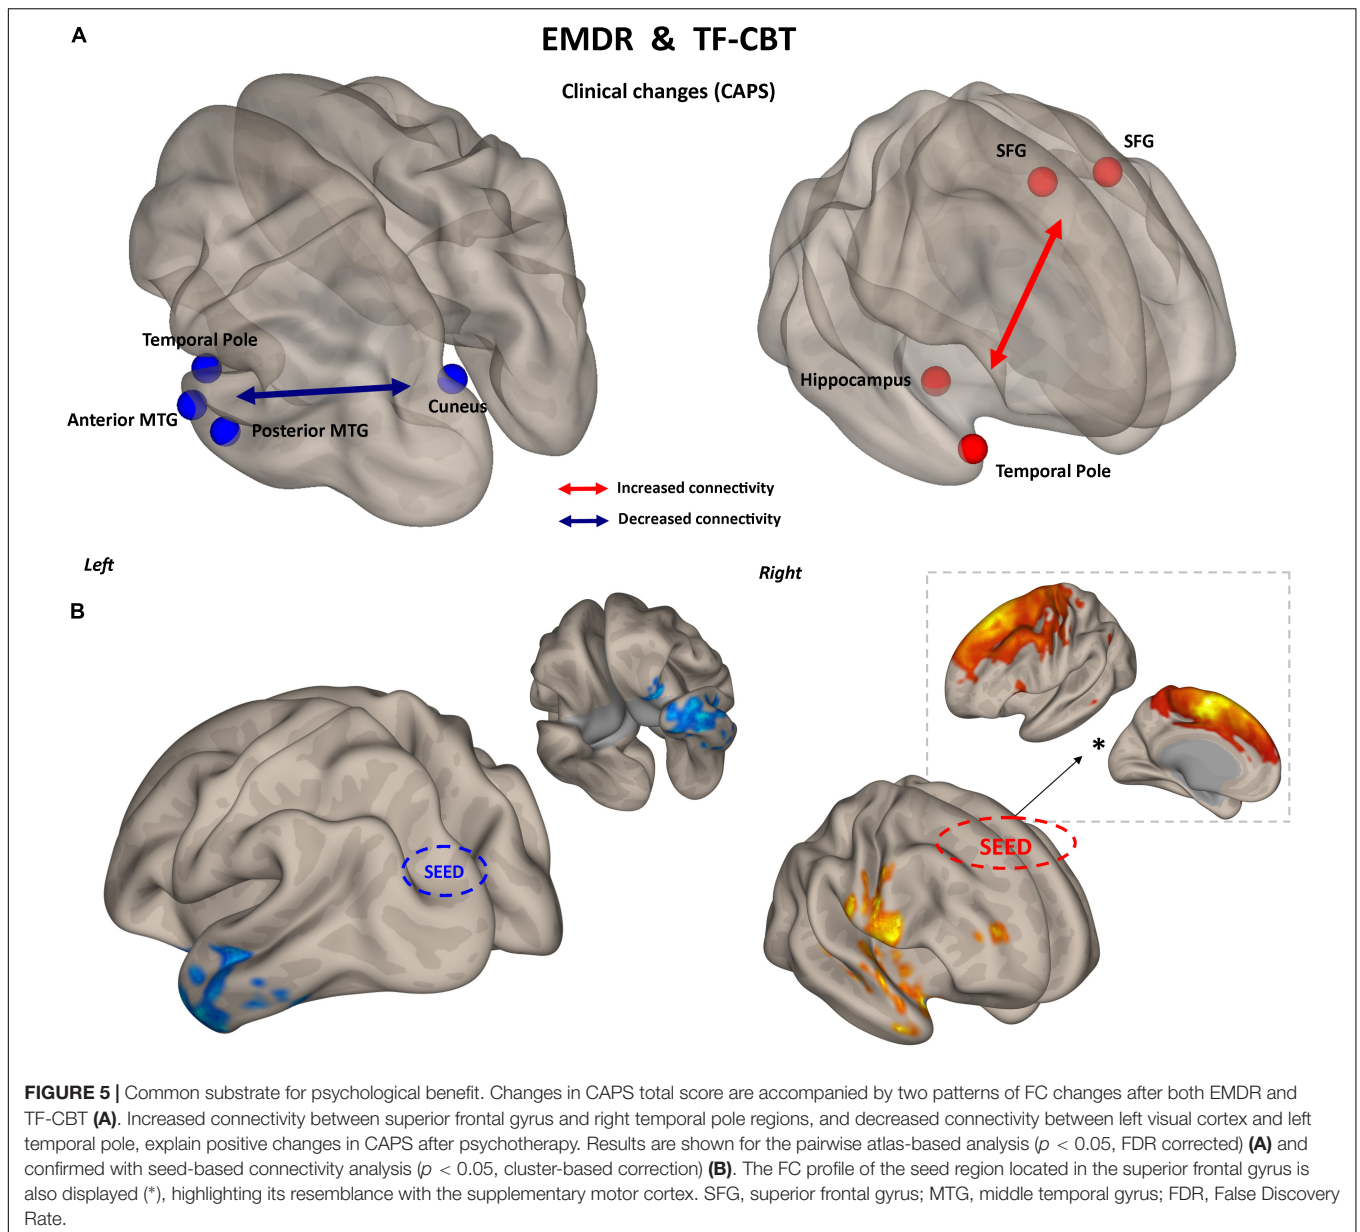 A
EMDR & TF-CBT
Clinical changes (CAPS)
SFG
SFG
Temporal Pole
Anterior MTG
Posterior MTG
Cuneus
Hippocampus
Temporal Pole
Increased connectivity
Decreased connectivity
Left
Right
B
SEED
*
SEED
FIGURE 5 | Common substrate for psychological benefit. Changes in CAPS total score are accompanied by two patterns of FC changes after both EMDR and
TF-CBT (A). Increased connectivity between superior frontal gyrus and right temporal pole regions, and decreased connectivity between left visual cortex and left
temporal pole, explain positive changes in CAPS after psychotherapy. Results are shown for the pairwise atlas-based analysis (p < 0.05, FDR corrected) (A) and
confirmed with seed-based connectivity analysis (p < 0.05, cluster-based correction) (B). The FC profile of the seed region located in the superior frontal gyrus is
also displayed (*), highlighting its resemblance with the supplementary motor cortex. SFG, superior frontal gyrus; MTG, middle temporal gyrus; FDR, False Discovery
Rate.